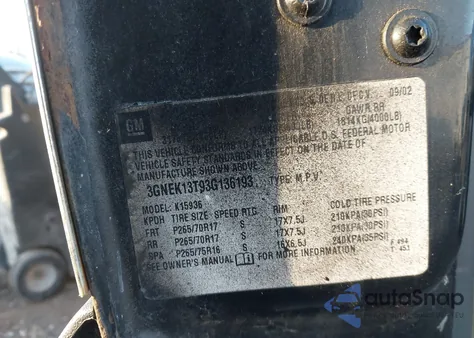 GM
09/02
GAWR RR
1814KG(4000LB)
THIS VEHICLE CONFORMS TO ALL APPLICABLE U.S. FEDERAL MOTOR
VEHICLE SAFETY STANDARDS IN EFFECT ON THE DATE OF
MANUFACTURE SHOWN ABOVE.
3GNEK13T93G136193 TYPE: M.P.V.
MODEL: K15936
KPDH TIRE SIZE SPEED RTG RIM COLD TIRE PRESSURE
FRT P265/70R17 S 17X7.5J 210KPA(30PSI)
RR P265/70R17 S 17X7.5J 210KPA(30PSI)
SPA P265/75R16 S 16X6.5J 240KPA(35PSI)
SEE OWNER'S MANUAL
F 494
T 453
autoSnap